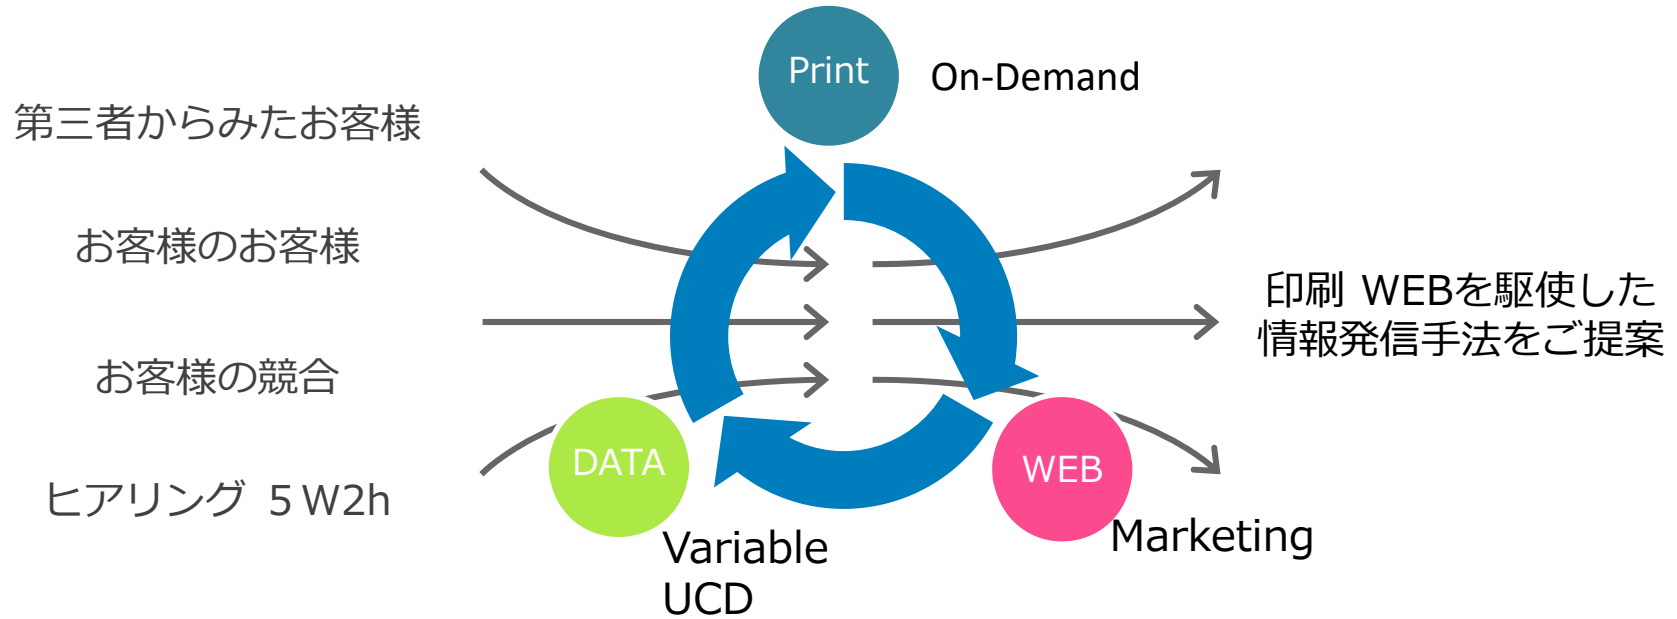 Print
On-Demand
第三者からみたお客様
お客様のお客様
お客様の競合
ヒアリング ５W2h
DATA
Variable
UCD
WEB
Marketing
印刷 WEBを駆使した
情報発信手法をご提案